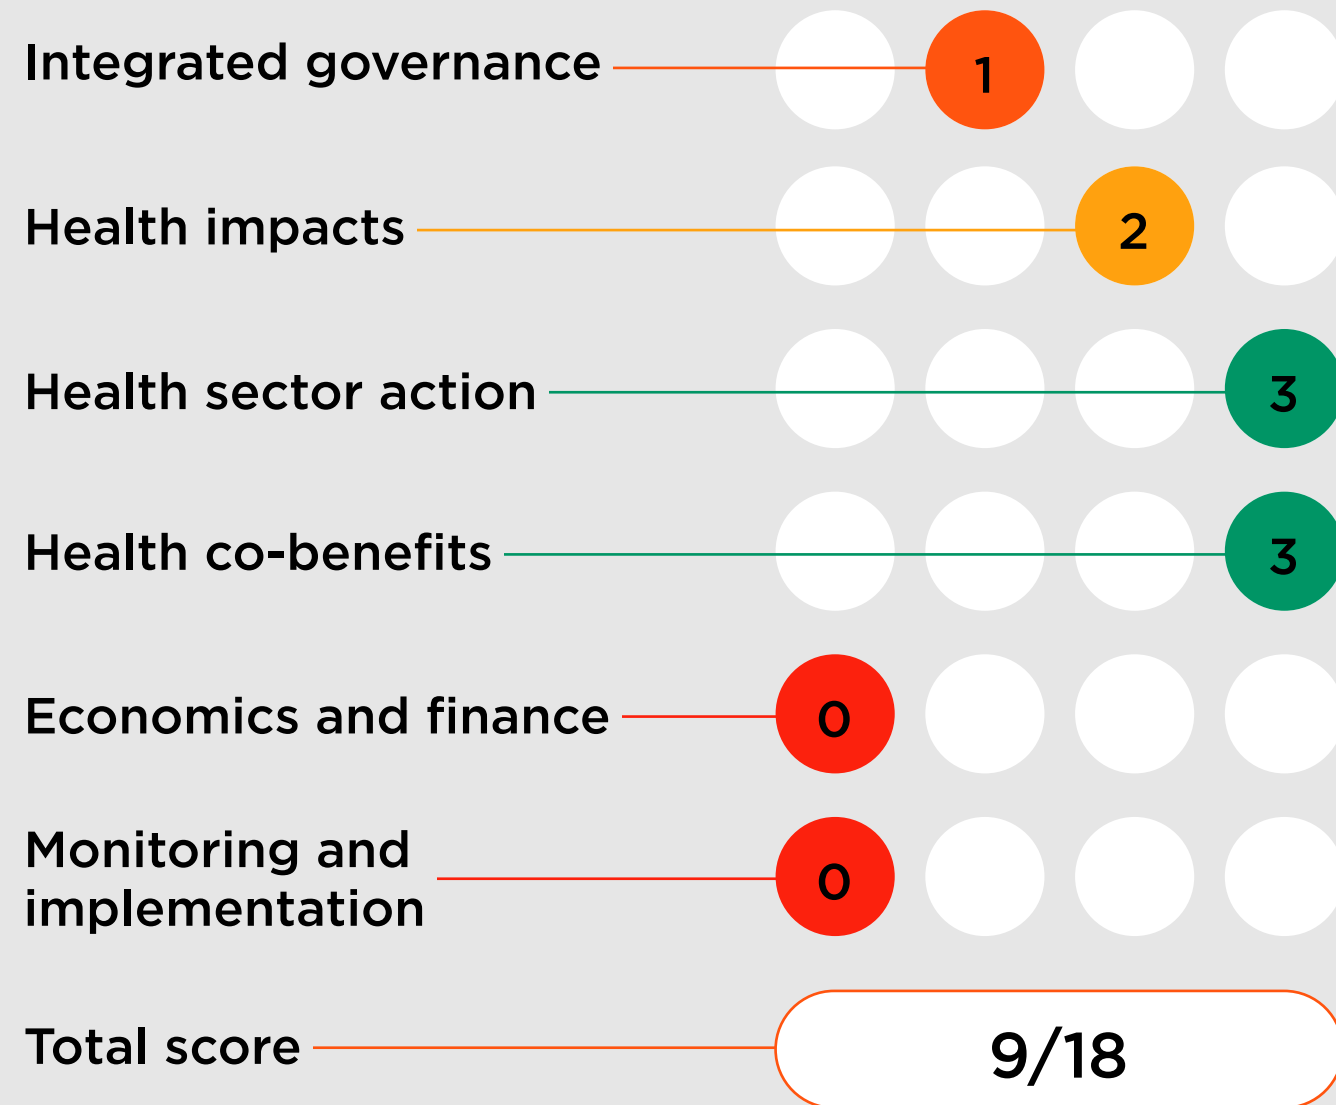 Integrated governance 1
Health impacts 2
Health sector action 3
Health co-benefits 3
Economics and finance 0
Monitoring and
implementation 0
Total score 9/18